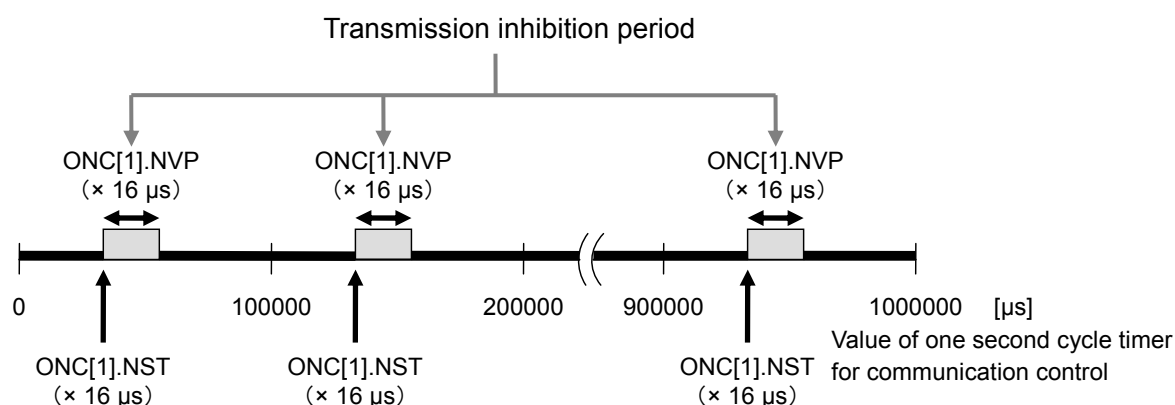 Transmission inhibition period
ONC[1].NVP
(× 16 µs)
ONC[1].NVP
(× 16 µs)
ONC[1].NVP
(× 16 µs)
0
100000
200000
900000
1000000
[µs]
Value of one second cycle timer
for communication control
ONC[1].NST
(× 16 µs)
ONC[1].NST
(× 16 µs)
ONC[1].NST
(× 16 µs)